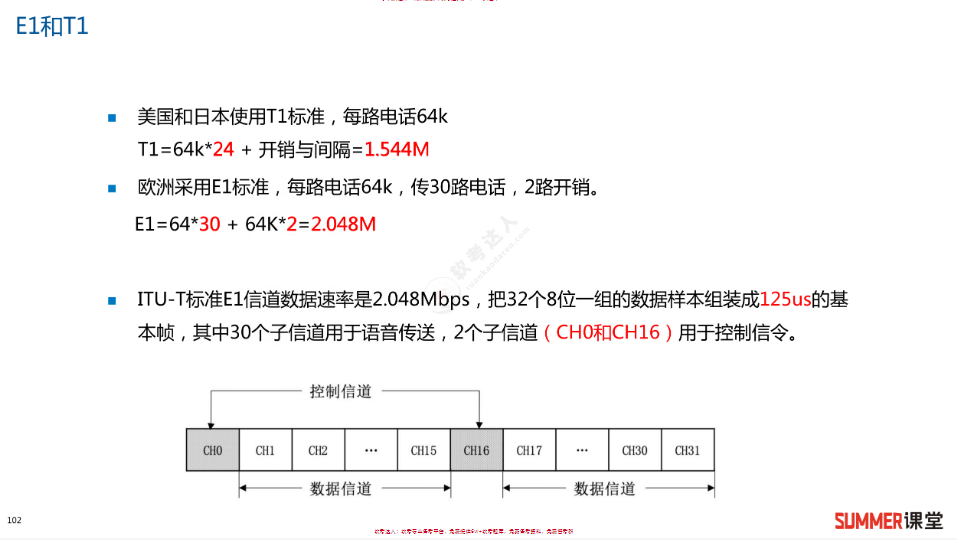 E1和T1
美国和日本使用T1标准，每路电话64k
T1=64k*24 + 开销与间隔=1.544M
欧洲采用E1标准，每路电话64k，传30路电话，2路开销。
E1=64*30 + 64K*2=2.048M
软考达人
ruankaodaren.com
ITU-T标准E1信道数据速率是2.048Mbps，把32个8位一组的数据样本组装成125us的基
本帧，其中30个子信道用于语音传送，2个子信道（CH0和CH16）用于控制信令。
控制信道
CH0 CH1 CH2 ··· CH15 CH16 CH17 ··· CH30 CH31
数据信道 数据信道
102
SUMMER课堂